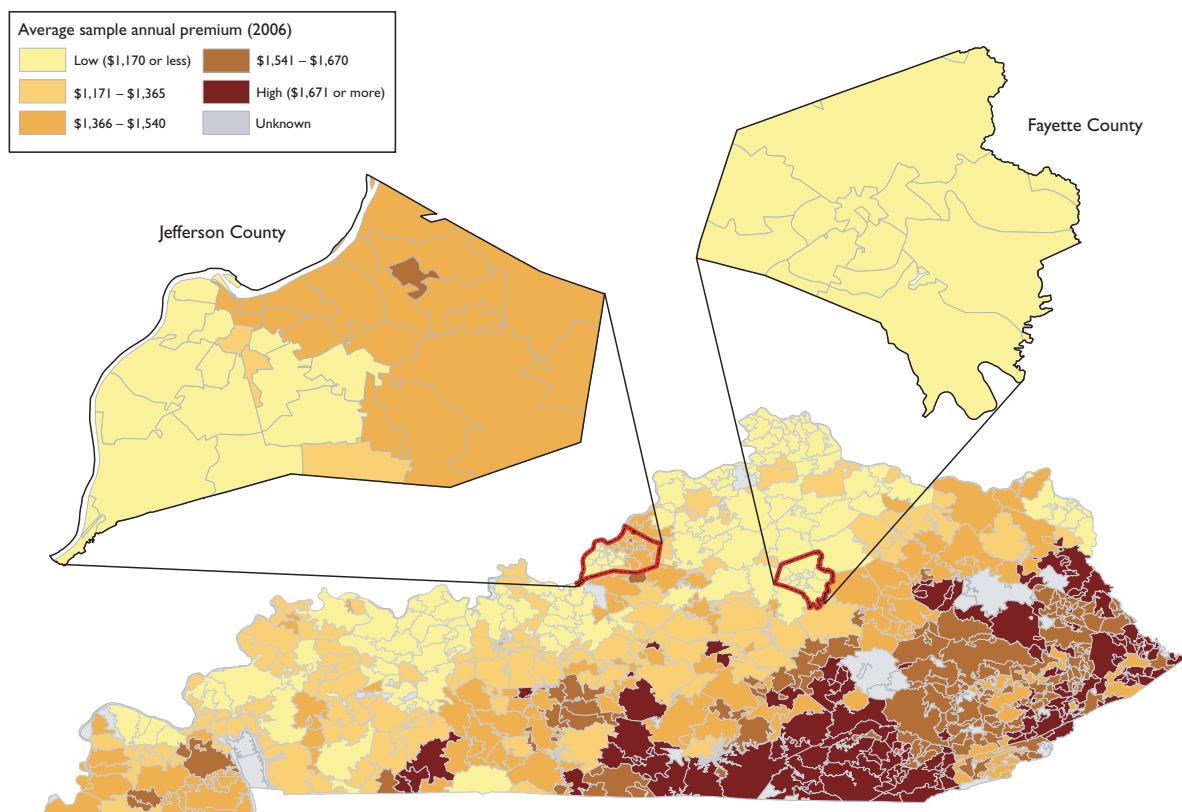 Average sample annual premium (2006)
Low ($1,170 or less)
$1,171 – $1,365
$1,366 – $1,540
$1,541 – $1,670
High ($1,671 or more)
Unknown
Fayette County
Jefferson County